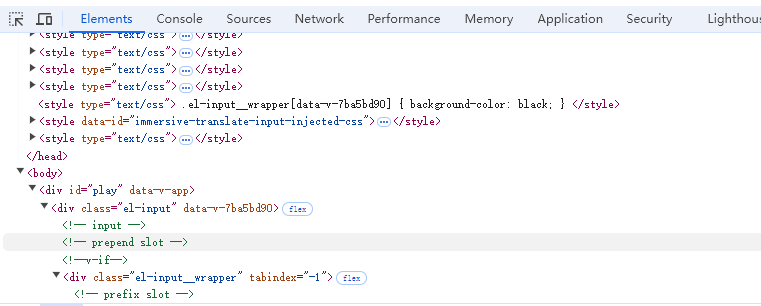 Elements Console Sources Network Performance Memory Application Security Lighthous
<style type="text/css"> … </style>
<style type="text/css"> … </style>
<style type="text/css"> … </style>
<style type="text/css"> … </style>
<style type="text/css"> .el-input__wrapper[data-v-7ba5bd90] { background-color: black; } </style>
<style data-id="immersive-translate-input-injected-css"> … </style>
<style type="text/css"> … </style>
</head>
<body>
<div id="play" data-v-app>
<div class="el-input" data-v-7ba5bd90> flex
<!-- input -->
<!-- prepend slot -->
<!--v-if-->
<div class="el-input__wrapper" tabindex="-1"> flex
<!-- prefix slot -->